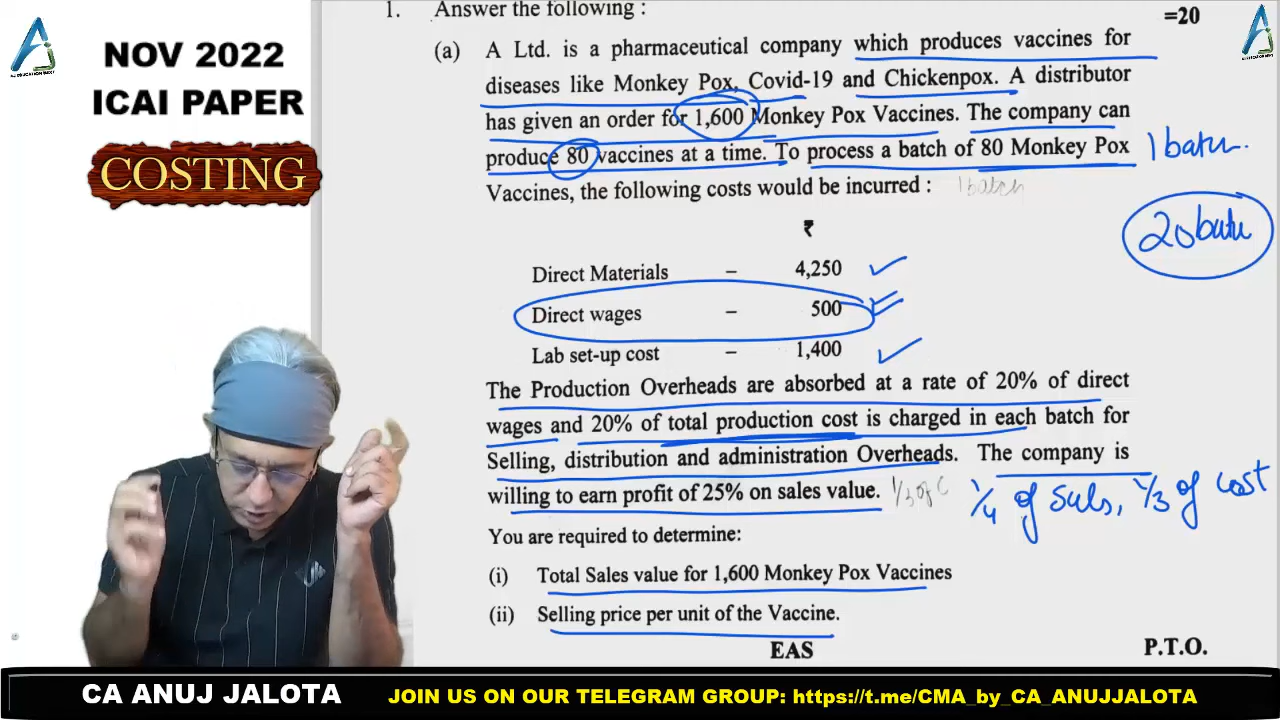 1. Answer the following :
=20
NOV 2022
ICAI PAPER
COSTING
(a) A Ltd. is a pharmaceutical company which produces vaccines for
diseases like Monkey Pox, Covid-19 and Chickenpox. A distributor
has given an order for 1,600 Monkey Pox Vaccines. The company can
produce 80 vaccines at a time. To process a batch of 80 Monkey Pox
1 batch.
Vaccines, the following costs would be incurred :
1 batch
20 batch
₹
Direct Materials – 4,250
Direct wages – 500
Lab set-up cost – 1,400
The Production Overheads are absorbed at a rate of 20% of direct
wages and 20% of total production cost is charged in each batch for
Selling, distribution and administration Overheads. The company is
willing to earn profit of 25% on sales value.
1/3 of C
1/4 of sales, 1/3 of cost
You are required to determine:
(i) Total Sales value for 1,600 Monkey Pox Vaccines
(ii) Selling price per unit of the Vaccine.
EAS P.T.O.
CA ANUJ JALOTA JOIN US ON OUR TELEGRAM GROUP: https://t.me/CMA_by_CA_ANUJJALOTA